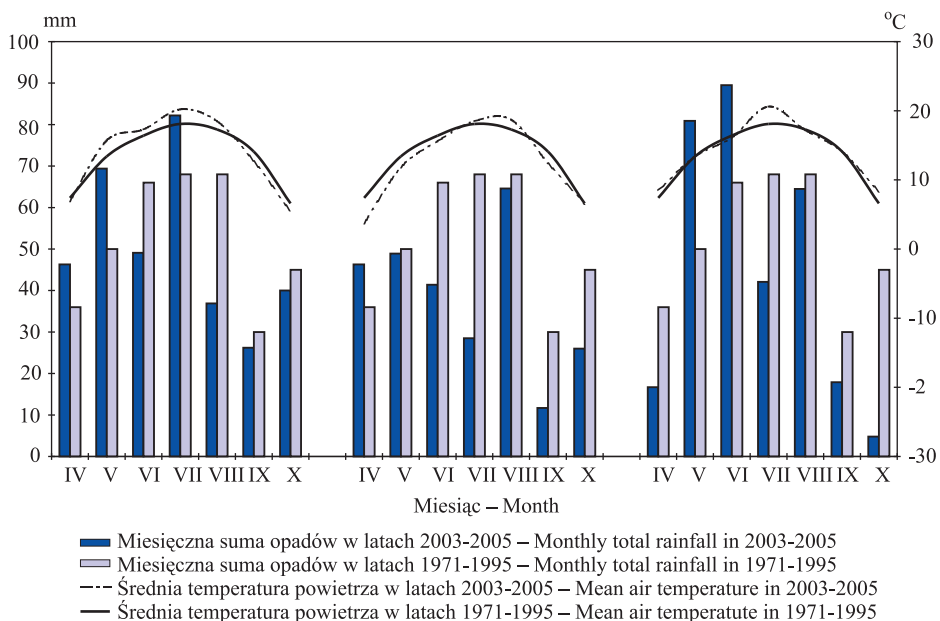 mm
°C
100
90
80
70
60
50
40
30
20
10
0
30
20
10
0
-10
-2
-30
IV V VI VII VIII IX X IV V VI VII VIII IX X IV V VI VII VIII IX X
Miesiąc – Month
Miesięczna suma opadów w latach 2003-2005 – Monthly total rainfall in 2003-2005
Miesięczna suma opadów w latach 1971-1995 – Monthly total rainfall in 1971-1995
Średnia temperatura powietrza w latach 2003-2005 – Mean air temperature in 2003-2005
Średnia temperatura powietrza w latach 1971-1995 – Mean air temperatute in 1971-1995